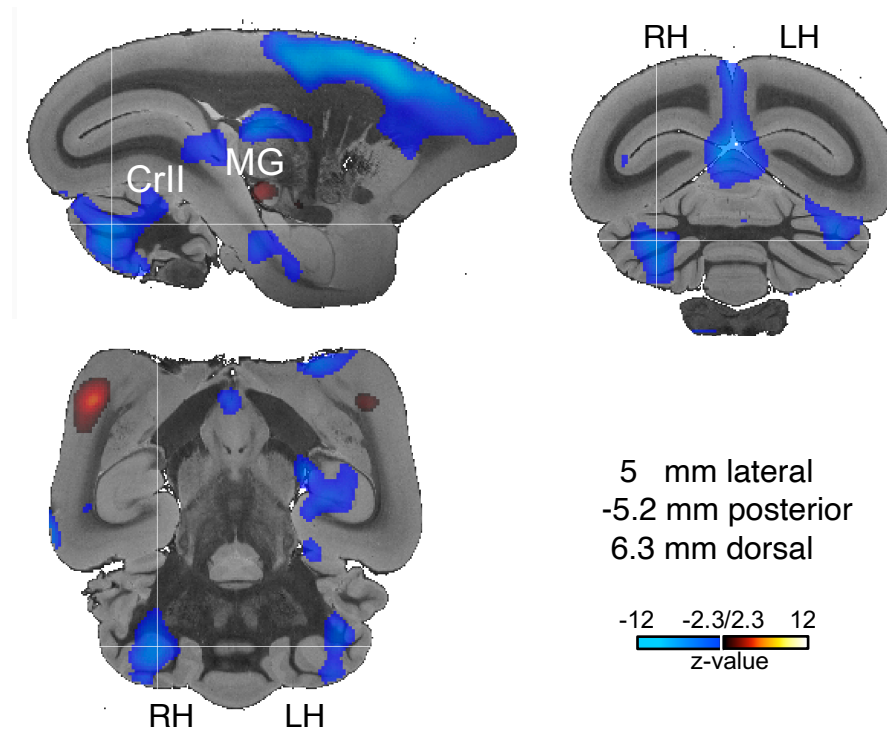 RH LH
CrII
MG
5 mm lateral
-5.2 mm posterior
6.3 mm dorsal
-12 -2.3/2.3 12
z-value
RH LH